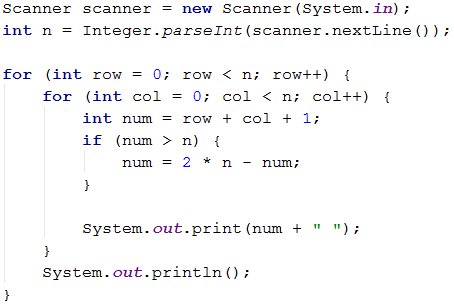 Scanner scanner = new Scanner(System.in);
int n = Integer.parseInt(scanner.nextLine());

for (int row = 0; row < n; row++) {
    for (int col = 0; col < n; col++) {
        int num = row + col + 1;
        if (num > n) {
            num = 2 * n - num;
        }

        System.out.print(num + " ");
    }
    System.out.println();
}